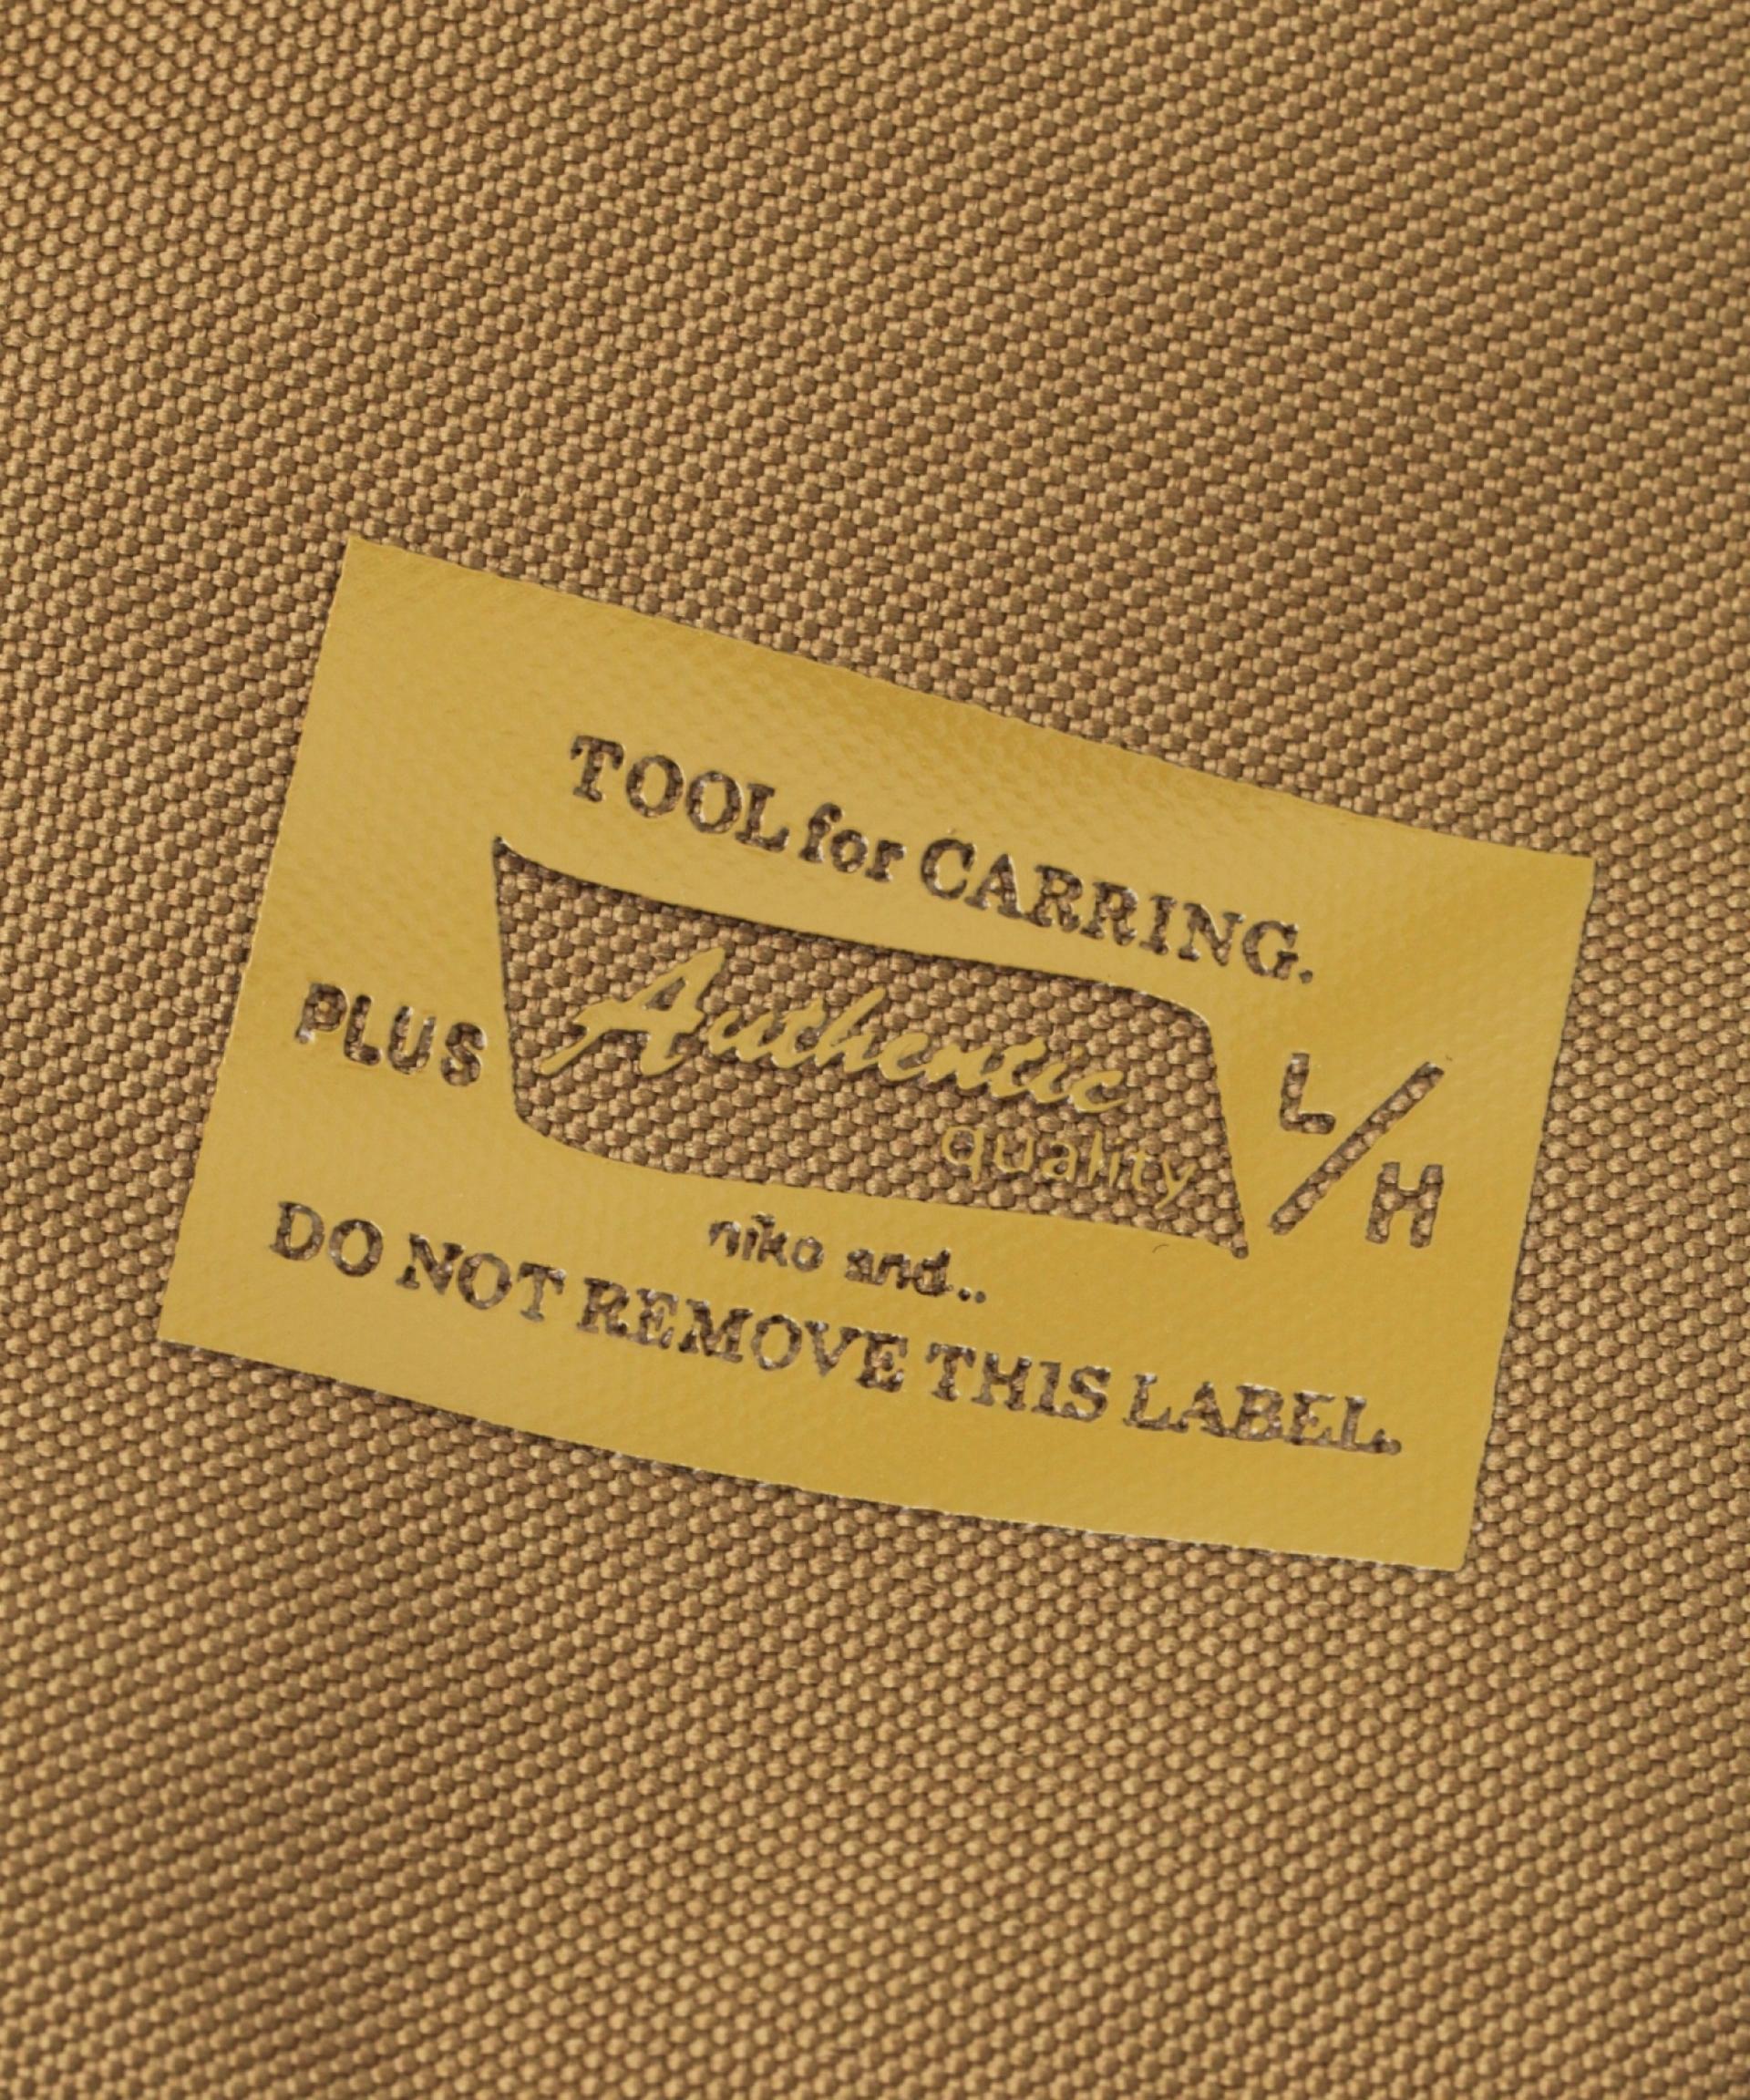 TOOL for CARRING.
PLUS
Authentic
quality
L/H
niko and...
DO NOT REMOVE THIS LABEL.